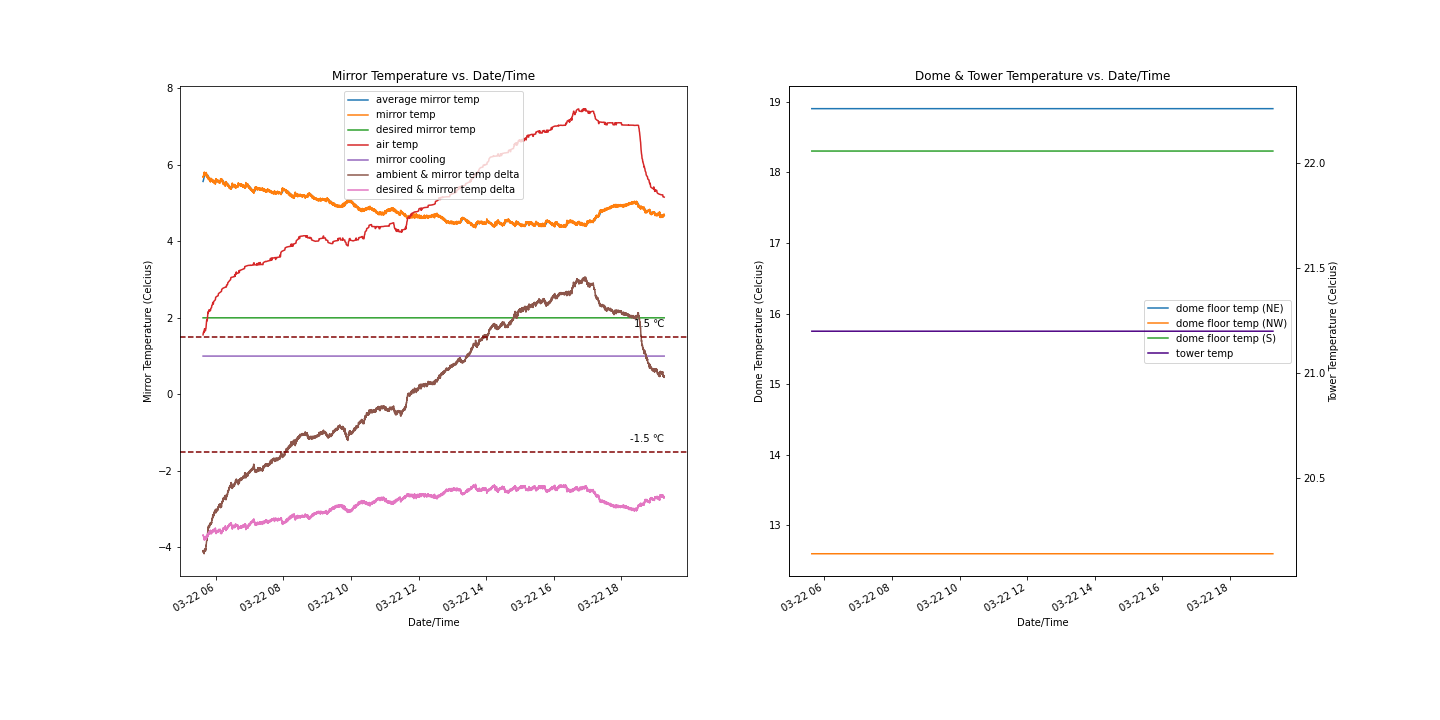 Mirror Temperature vs. Date/Time
8
6
4
2
0
−2
−4
Mirror Temperature (Celcius)
average mirror temp
mirror temp
desired mirror temp
air temp
mirror cooling
ambient & mirror temp delta
desired & mirror temp delta
1.5 °C
-1.5 °C
03-22 06
03-22 08
03-22 10
03-22 12
03-22 14
03-22 16
03-22 18
Date/Time
Dome & Tower Temperature vs. Date/Time
19
18
17
16
15
14
13
Dome Temperature (Celcius)
dome floor temp (NE)
dome floor temp (NW)
dome floor temp (S)
tower temp
22.0
21.5
21.0
20.5
Tower Temperature (Celcius)
03-22 06
03-22 08
03-22 10
03-22 12
03-22 14
03-22 16
03-22 18
Date/Time